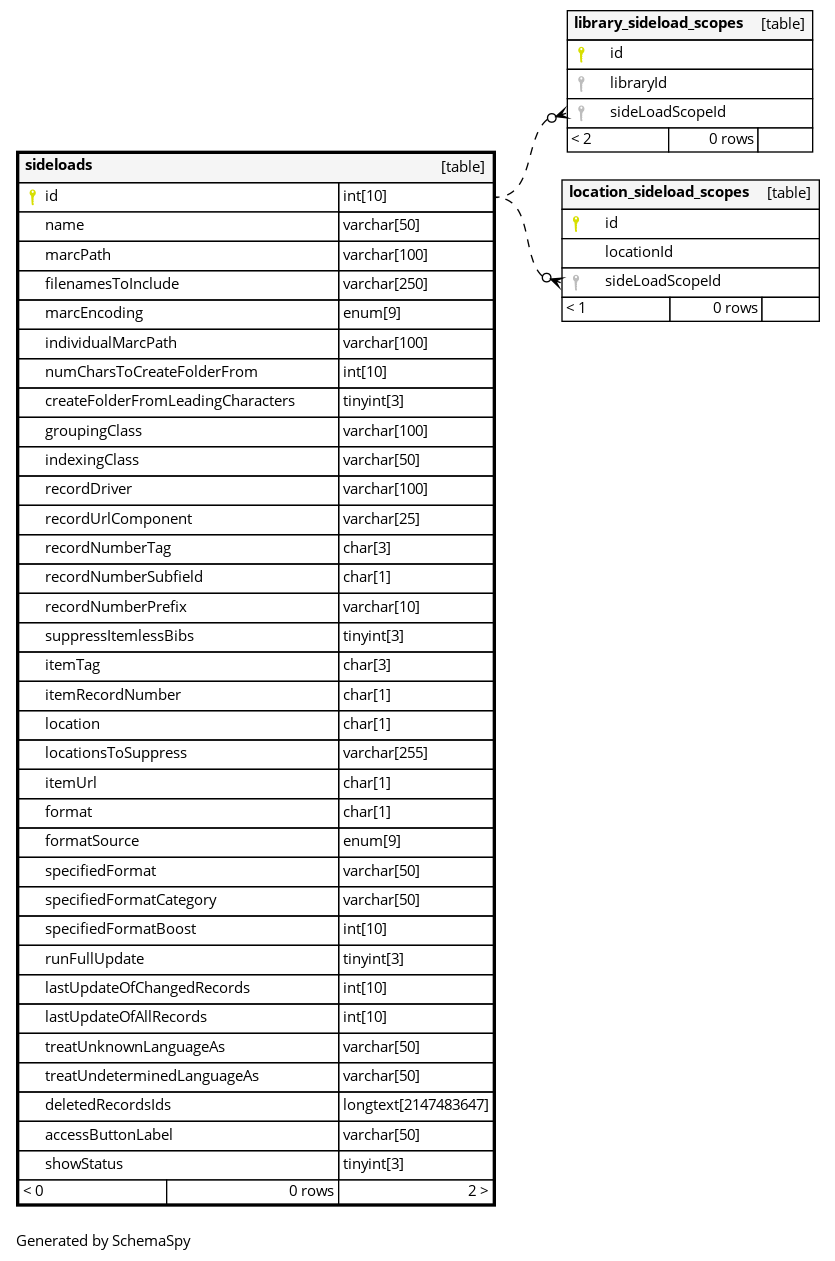 library_sideload_scopes [table]
id
libraryId
sideLoadScopeId
< 2 0 rows
sideloads [table]
id int[10]
name varchar[50]
marcPath varchar[100]
filenamesToInclude varchar[250]
marcEncoding enum[9]
individualMarcPath varchar[100]
numCharsToCreateFolderFrom int[10]
createFolderFromLeadingCharacters tinyint[3]
groupingClass varchar[100]
indexingClass varchar[50]
recordDriver varchar[100]
recordUrlComponent varchar[25]
recordNumberTag char[3]
recordNumberSubfield char[1]
recordNumberPrefix varchar[10]
suppressItemlessBibs tinyint[3]
itemTag char[3]
itemRecordNumber char[1]
location char[1]
locationsToSuppress varchar[255]
itemUrl char[1]
format char[1]
formatSource enum[9]
specifiedFormat varchar[50]
specifiedFormatCategory varchar[50]
specifiedFormatBoost int[10]
runFullUpdate tinyint[3]
lastUpdateOfChangedRecords int[10]
lastUpdateOfAllRecords int[10]
treatUnknownLanguageAs varchar[50]
treatUndeterminedLanguageAs varchar[50]
deletedRecordsIds longtext[2147483647]
accessButtonLabel varchar[50]
showStatus tinyint[3]
< 0 0 rows 2 >
location_sideload_scopes [table]
id
locationId
sideLoadScopeId
< 1 0 rows
Generated by SchemaSpy